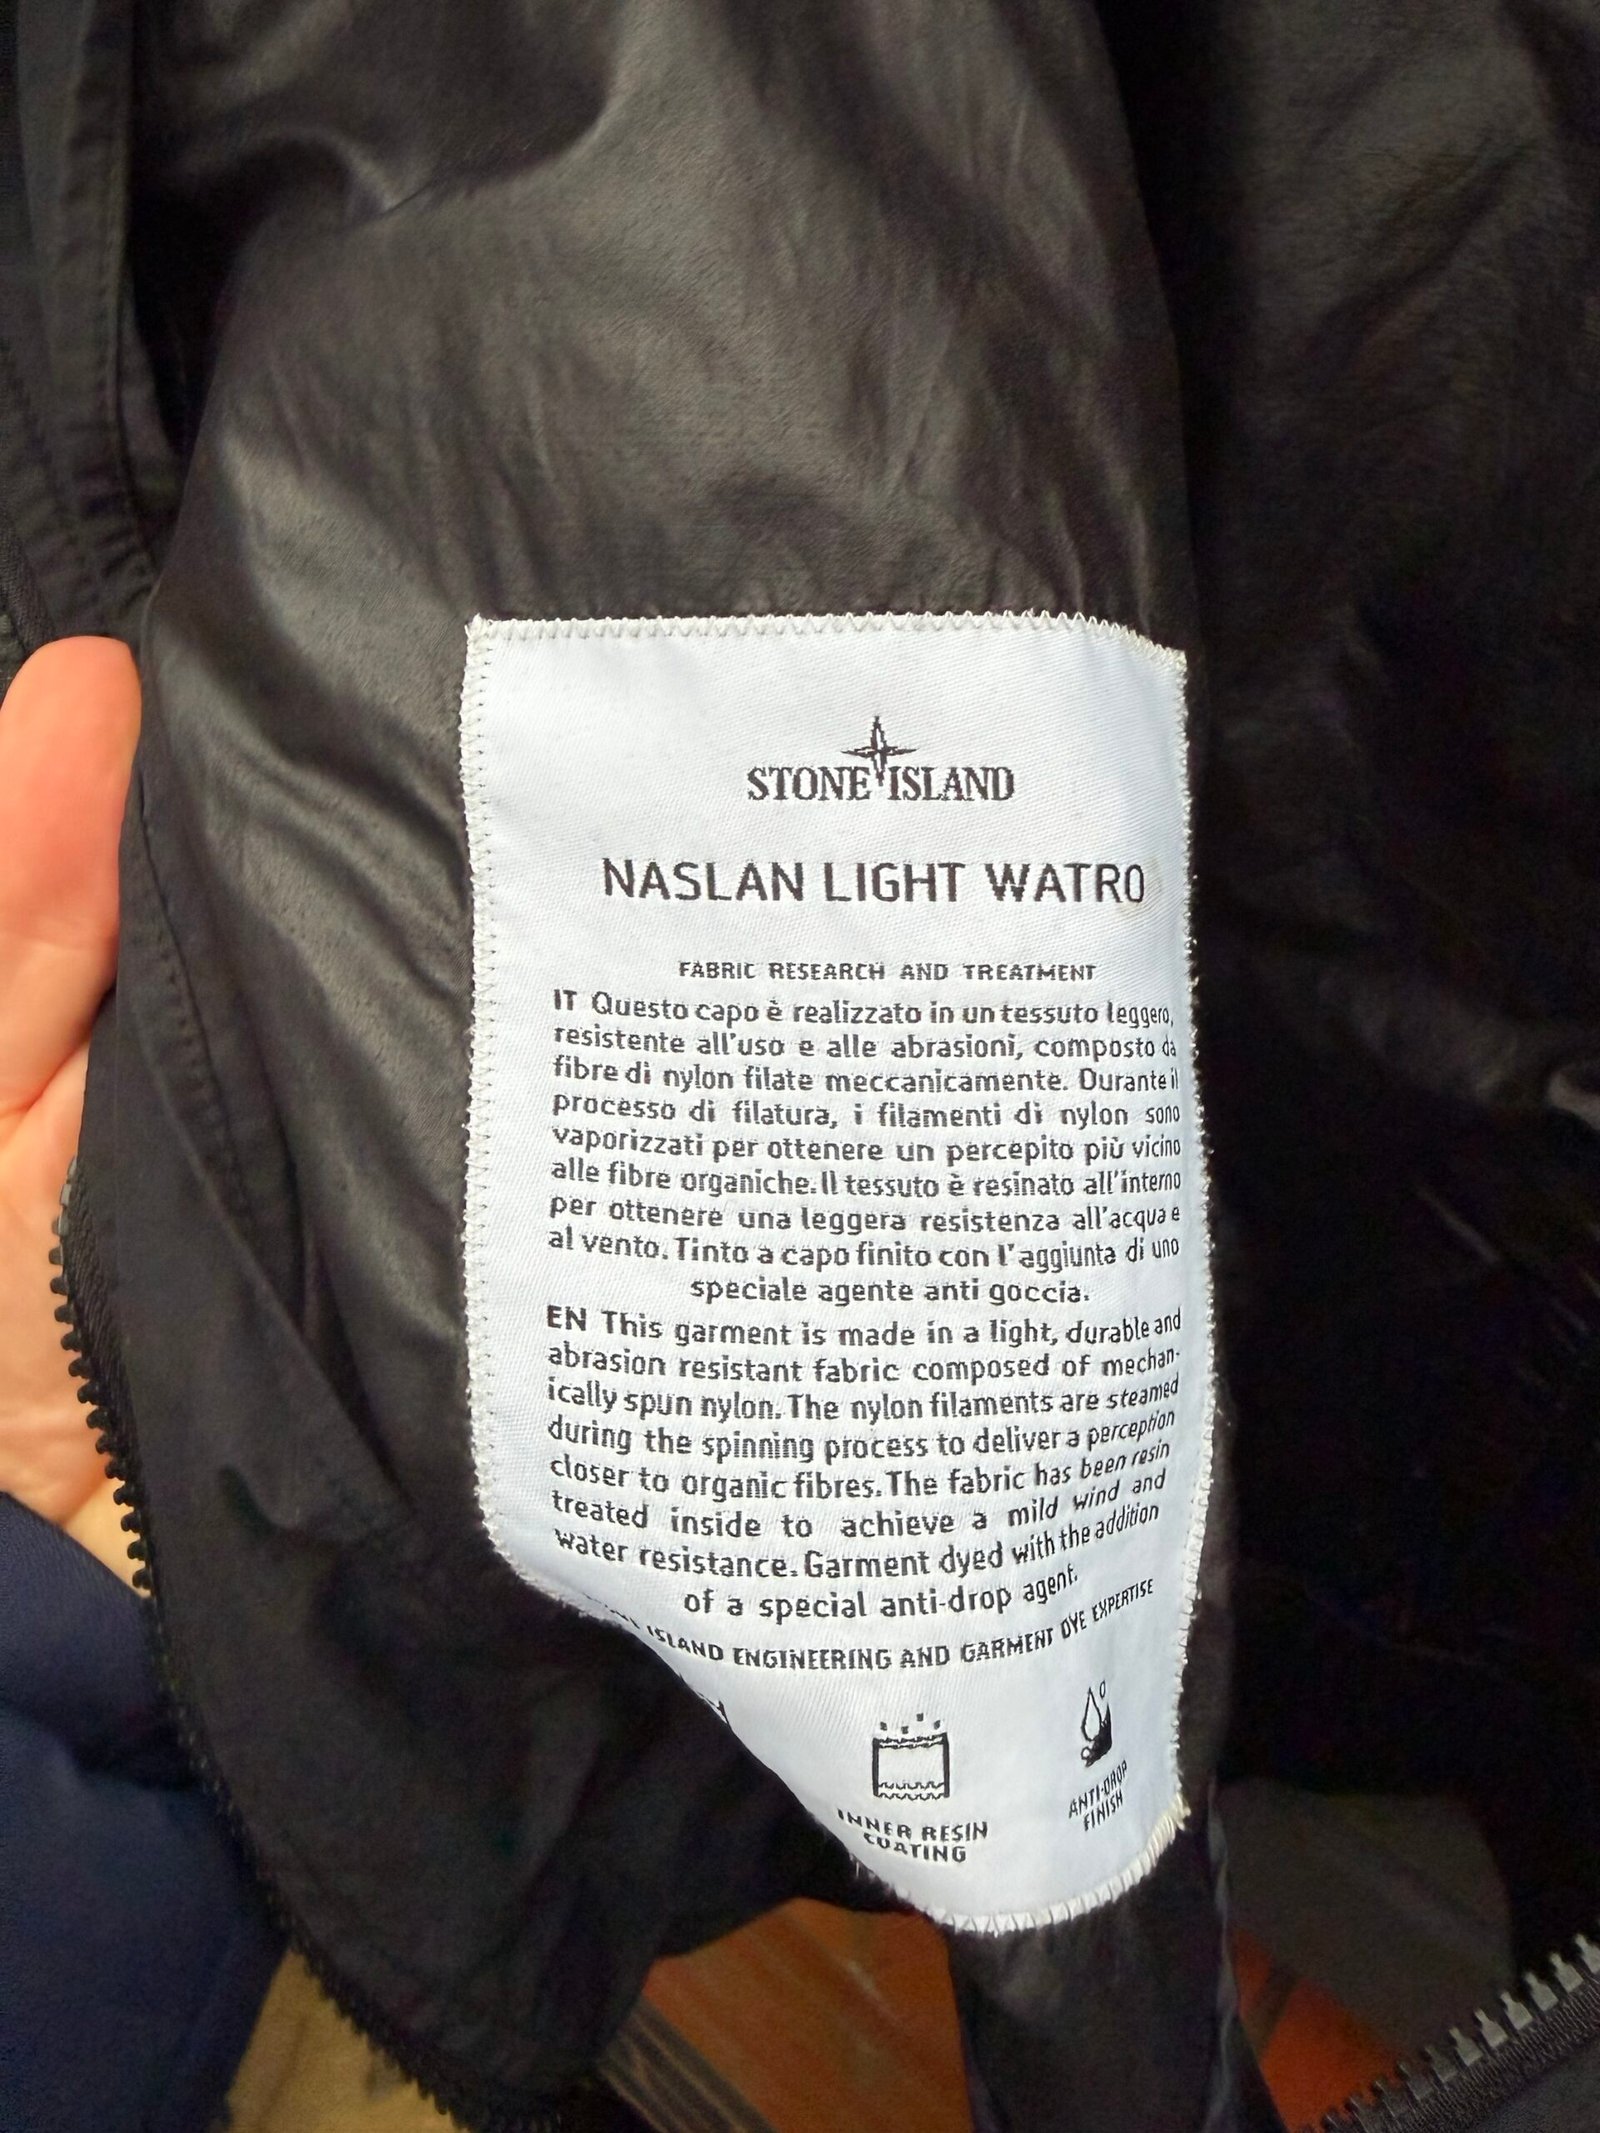 STONE ISLAND
NASLAN LIGHT WATRO
FABRIC RESEARCH AND TREATMENT
IT Questo capo è realizzato in un tessuto leggero,
resistente all'uso e alle abrasioni, composto da
fibre di nylon filate meccanicamente. Durante il
processo di filatura, i filamenti di nylon sono
vaporizzati per ottenere un percepito più vicino
alle fibre organiche. Il tessuto è resinato all'interno
per ottenere una leggera resistenza all'acqua e
al vento. Tinto a capo finito con l'aggiunta di uno
speciale agente anti goccia.
EN This garment is made in a light, durable and
abrasion resistant fabric composed of mechan-
ically spun nylon. The nylon filaments are steamed
during the spinning process to deliver a perception
closer to organic fibres. The fabric has been resin
treated inside to achieve a mild wind and
water resistance. Garment dyed with the addition
of a special anti-drop agent.
ISLAND ENGINEERING AND GARMENT DYE EXPERTISE
INNER RESIN
COATING
ANTI-DROP
FINISH